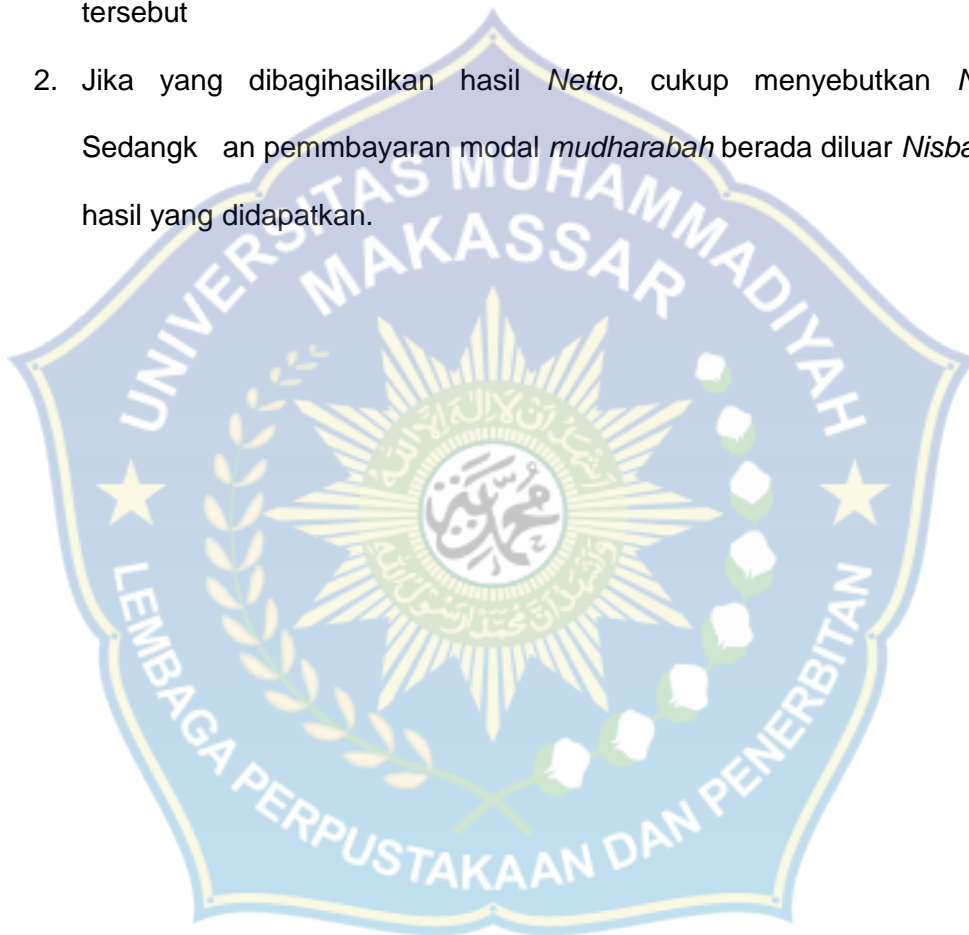 tersebut
2. Jika yang dibagihasilkan hasil Netto, cukup menyebutkan
Sedangk an pemmbayaran modal mudharabah berada diluar
hasil yang didapatkan.
UNIVERSITAS MUHAMMADIYAH
MAKASSAR
LEMBAGA PERPUSTAKAAN DAN PENERBITAN